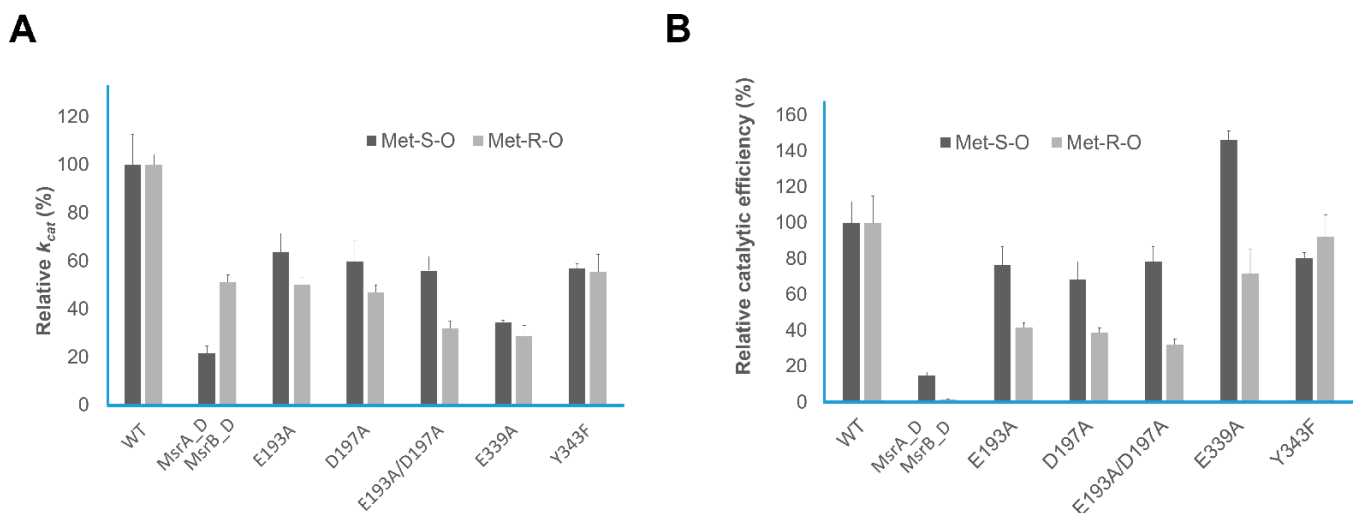 A
Relative kcat (%)
120
100
80
60
40
20
0
Met-S-O Met-R-O
WT
MsrA_D
MsrB_D
E193A
D197A
E193A/D197A
E339A
Y343F
B
Relative catalytic efficiency (%)
160
140
120
100
80
60
40
20
0
Met-S-O Met-R-O
WT
MsrA_D
MsrB_D
E193A
D197A
E193A/D197A
E339A
Y343F